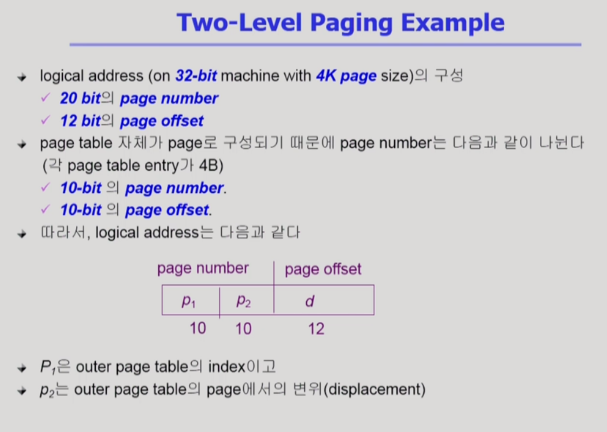 Two-Level Paging Example
logical address (on 32-bit machine with 4K page size)의 구성
20 bit의 page number
12 bit의 page offset
page table 자체가 page로 구성되기 때문에 page number는 다음과 같이 나뉜다
(각 page table entry가 4B)
10-bit 의 page number.
10-bit 의 page offset.
따라서, logical address는 다음과 같다
page number page offset
p1 p2 d
10 10 12
P1은 outer page table의 index이고
p2는 outer page table의 page에서의 변위(displacement)